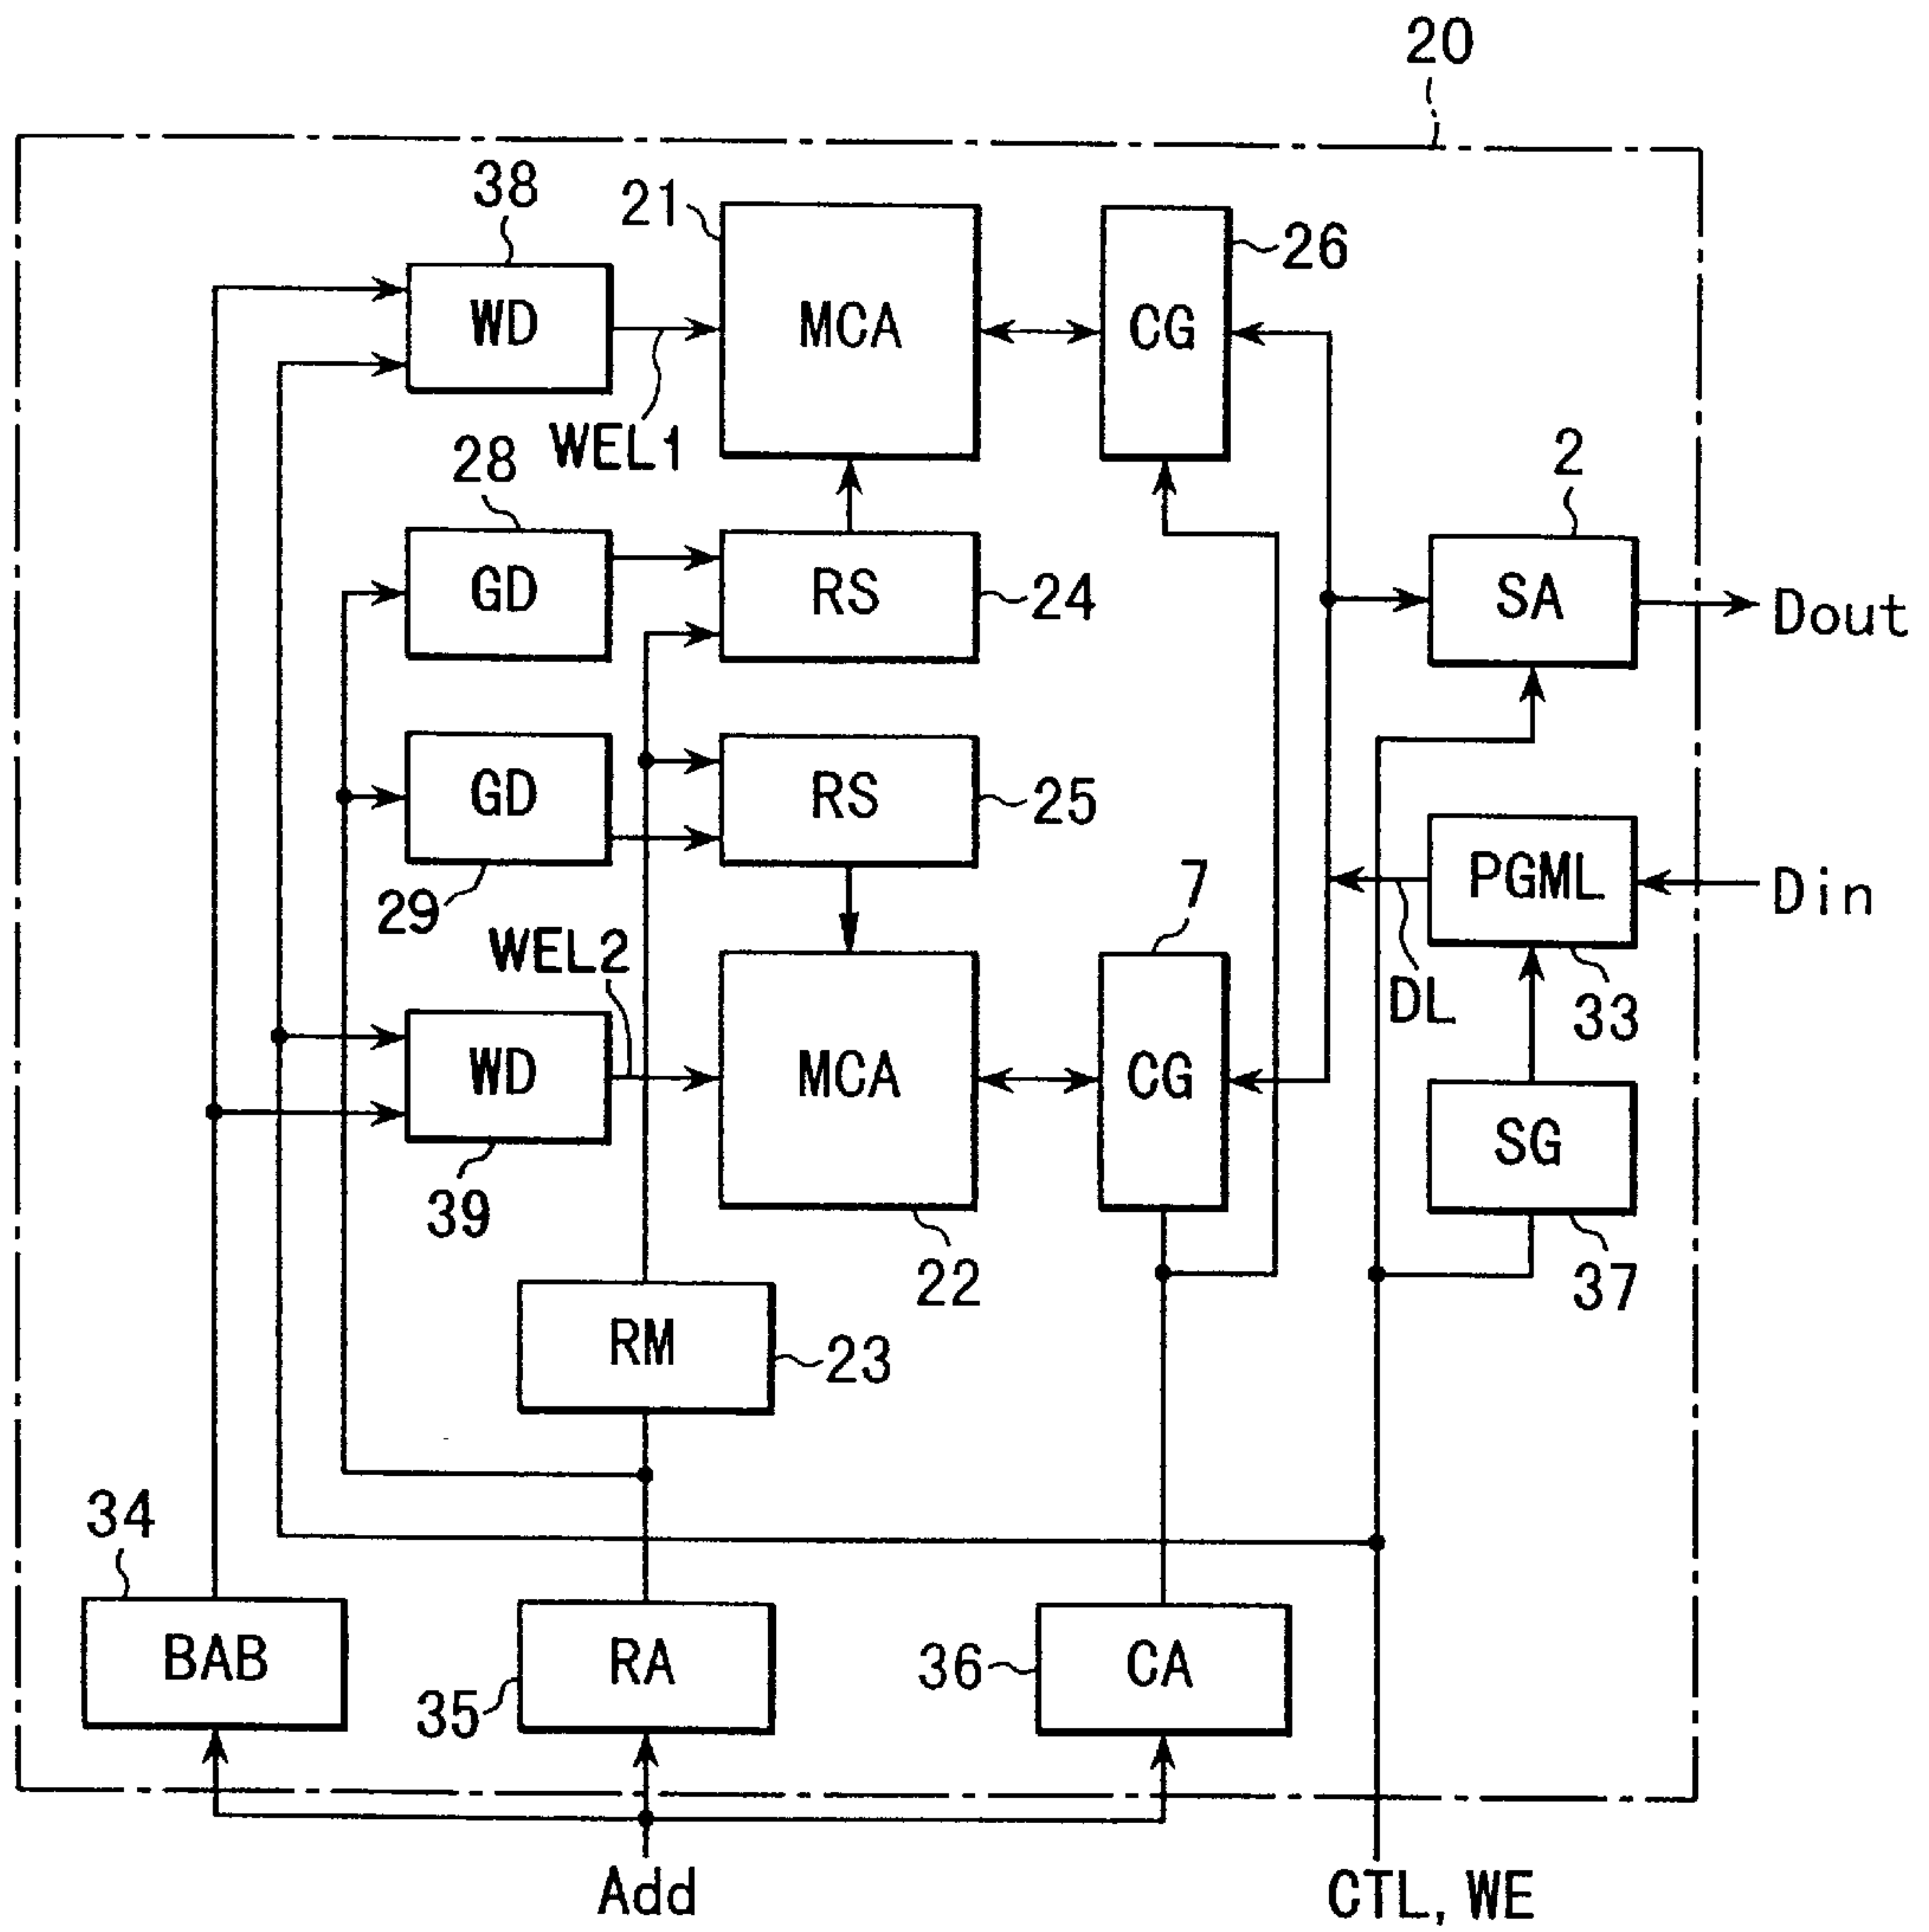 20
38
21
26
WD
MCA
CG
WEL1
28
2
GD
RS
24
SA
Dout
GD
RS
25
29
7
PGML
Din
WEL2
DL
33
WD
MCA
CG
SG
39
22
37
RM
23
34
BAB
RA
35
36
CA
Add
CTL, WE